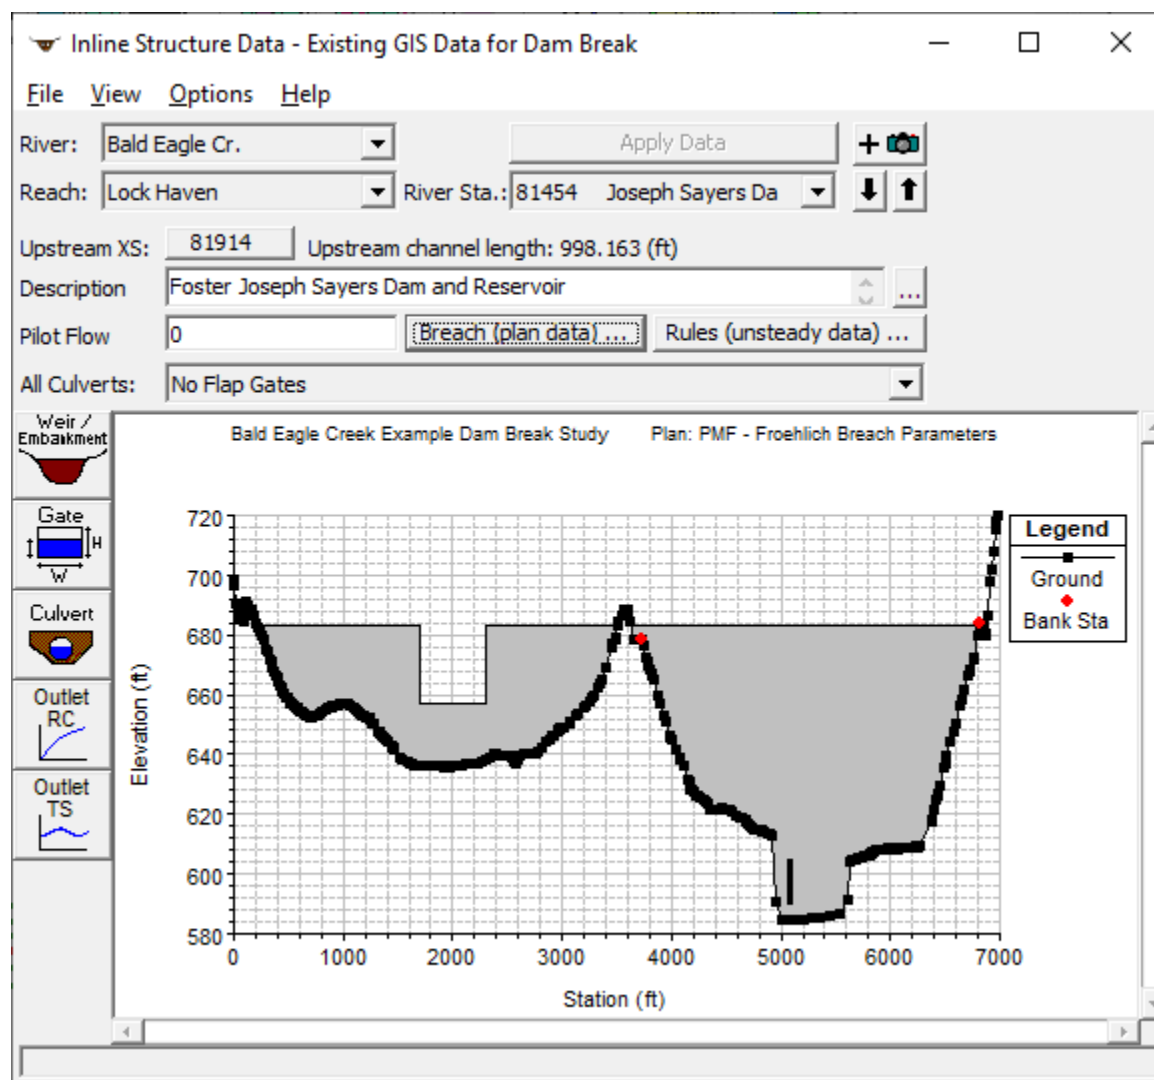 Inline Structure Data - Existing GIS Data for Dam Break
File View Options Help
River: Bald Eagle Cr. Apply Data
Reach: Lock Haven River Sta.: 81454 Joseph Sayers Da
Upstream XS: 81914 Upstream channel length: 998.163 (ft)
Description Foster Joseph Sayers Dam and Reservoir ...
Pilot Flow 0 Breach (plan data) ... Rules (unsteady data) ...
All Culverts: No Flap Gates
Weir /
Embankment
Gate
H
W
Culvert
Outlet
RC
Outlet
TS
Bald Eagle Creek Example Dam Break Study Plan: PMF - Froehlich Breach Parameters
720
700
680
660
640
620
600
580
Elevation (ft)
0 1000 2000 3000 4000 5000 6000 7000
Station (ft)
Legend
Ground
Bank Sta